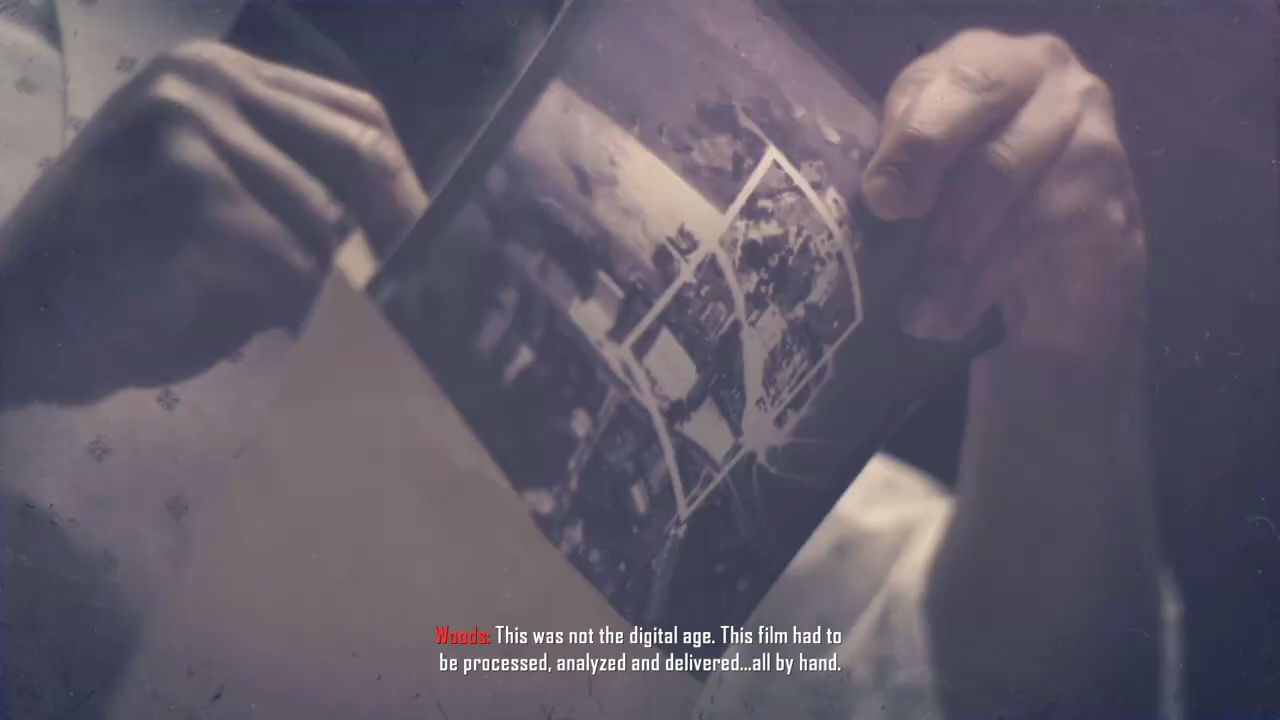 Woods: This was not the digital age. This film had to
be processed, analyzed and delivered...all by hand.